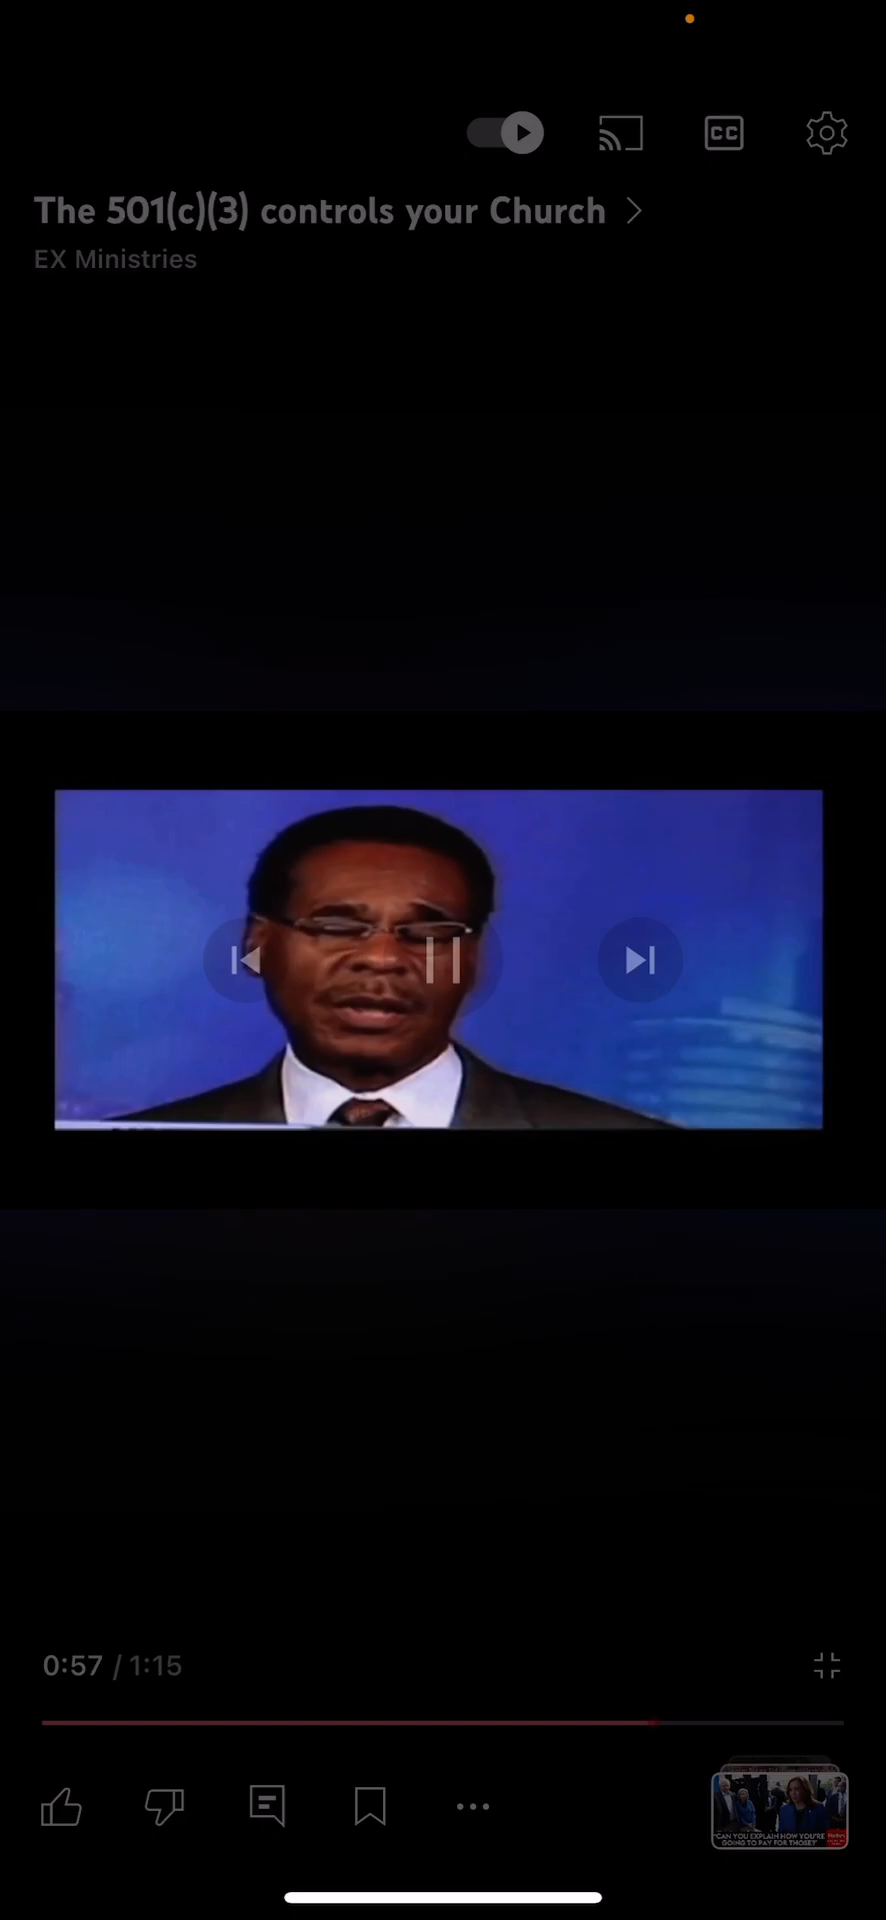 CC
The 501(c)(3) controls your Church
EX Ministries
0:57 / 1:15
"CAN YOU EXPLAIN HOW YOU'RE
GOING TO PAY FOR THOSE?"